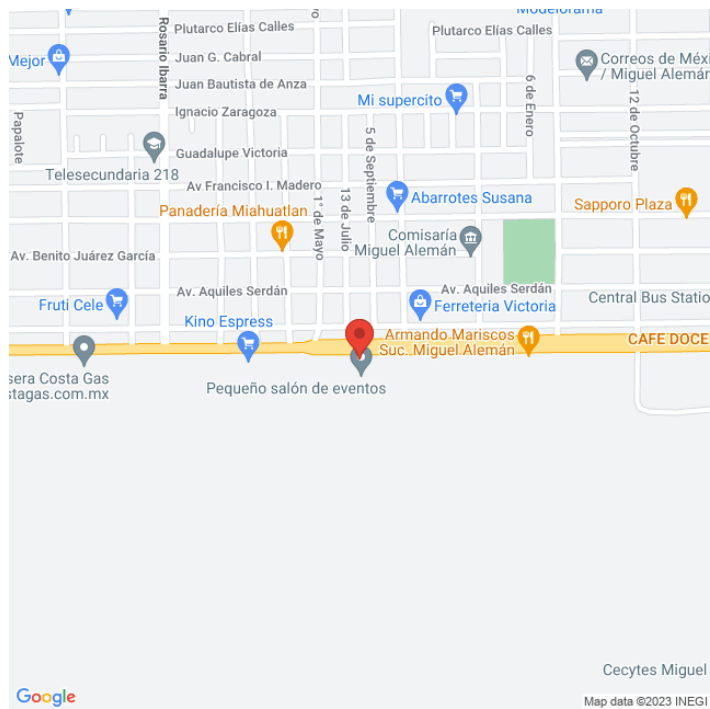 Modelorama
Plutarco Elías Calles
Plutarco Elías Calles
Rosario Ibarra
Juan G. Cabral
Mejor
Correos de Méxi
/ Miguel Alemán
Juan Bautista de Anza
6 de Enero
Mi supercito
12 de Octubre
Ignacio Zaragoza
Papalote
5 de Septiembre
Guadalupe Victoria
Telesecundaria 218
Av Francisco I. Madero
13 de Julio
1° de Mayo
Abarrotes Susana
Sapporo Plaza
Panadería Miahuatlan
Comisaría
Miguel Alemán
Av. Benito Juárez García
Av. Aquiles Serdán
Av. Aquiles Serdán
Central Bus Statio
Fruti Cele
Ferreteria Victoria
Kino Espress
Armando Mariscos
Suc. Miguel Alemán
CAFE DOCE
sera Costa Gas
stagas.com.mx
Pequeño salón de eventos
Cecytes Miguel
Google
Map data ©2023 INEGI